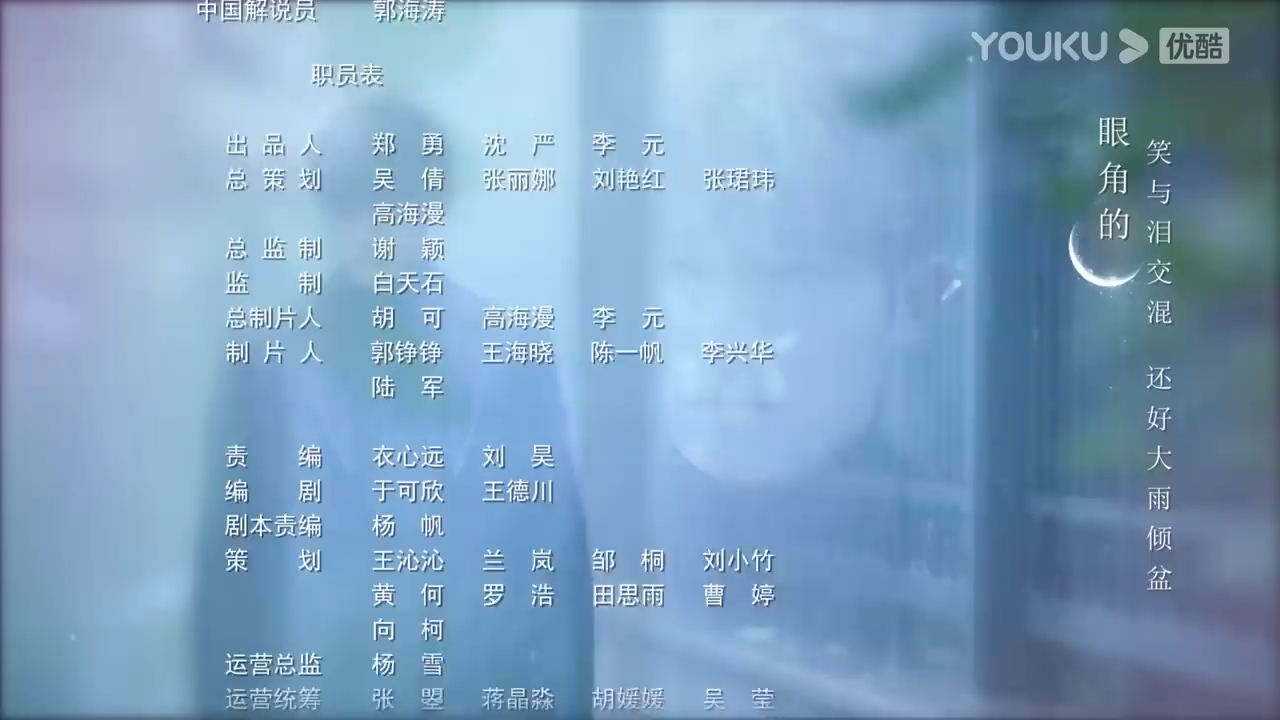 中国解说员 郭海涛
YOUKU 优酷
职员表
出品人 郑勇 沈严 李元
总策划 吴倩 张丽娜 刘艳红 张珺玮
高海漫
总监制 谢颖
监制 白天石
总制片人 胡可 高海漫 李元
制片人 郭铮铮 王海晓 陈一帆 李兴华
陆军
责编 衣心远 刘昊
编剧 于可欣 王德川
剧本责编 杨帆
策划 王沁沁 兰岚 邹桐 刘小竹
黄何 罗浩 田思雨 曹婷
向柯
运营总监 杨雪
运营统筹 张曌 蒋晶淼 胡媛媛 吴莹
眼角的
笑与泪交混 还好大雨倾盆